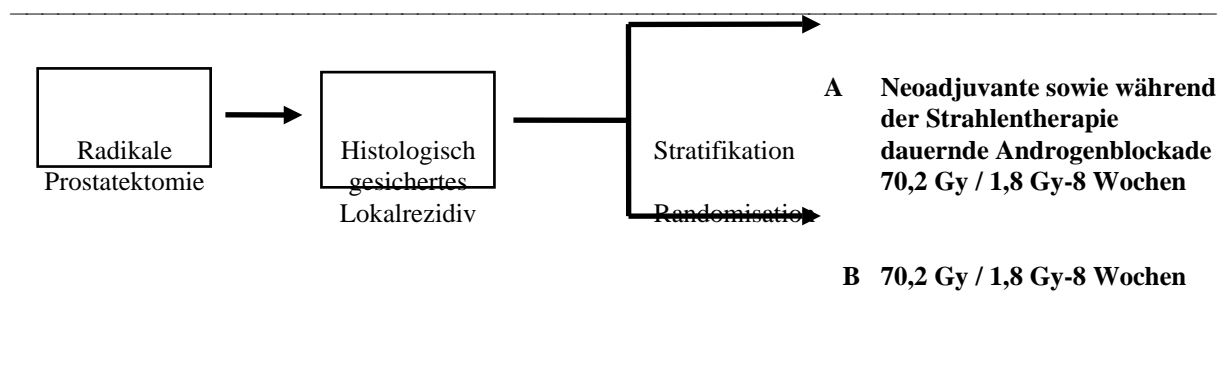 Radikale
Prostatektomie
Histologisch
gesichertes
Lokalrezidiv
Stratifikation
Randomisation
A Neoadjuvante sowie während
der Strahlentherapie
dauernde Androgenblockade
70,2 Gy / 1,8 Gy-8 Wochen
B 70,2 Gy / 1,8 Gy-8 Wochen